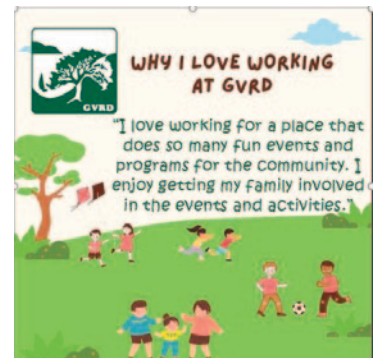 WHY I LOVE WORKING
AT GVRD
GVRD
"I love working for a place that
does so many fun events and
programs for the community. I
enjoy getting my family involved
in the events and activities."